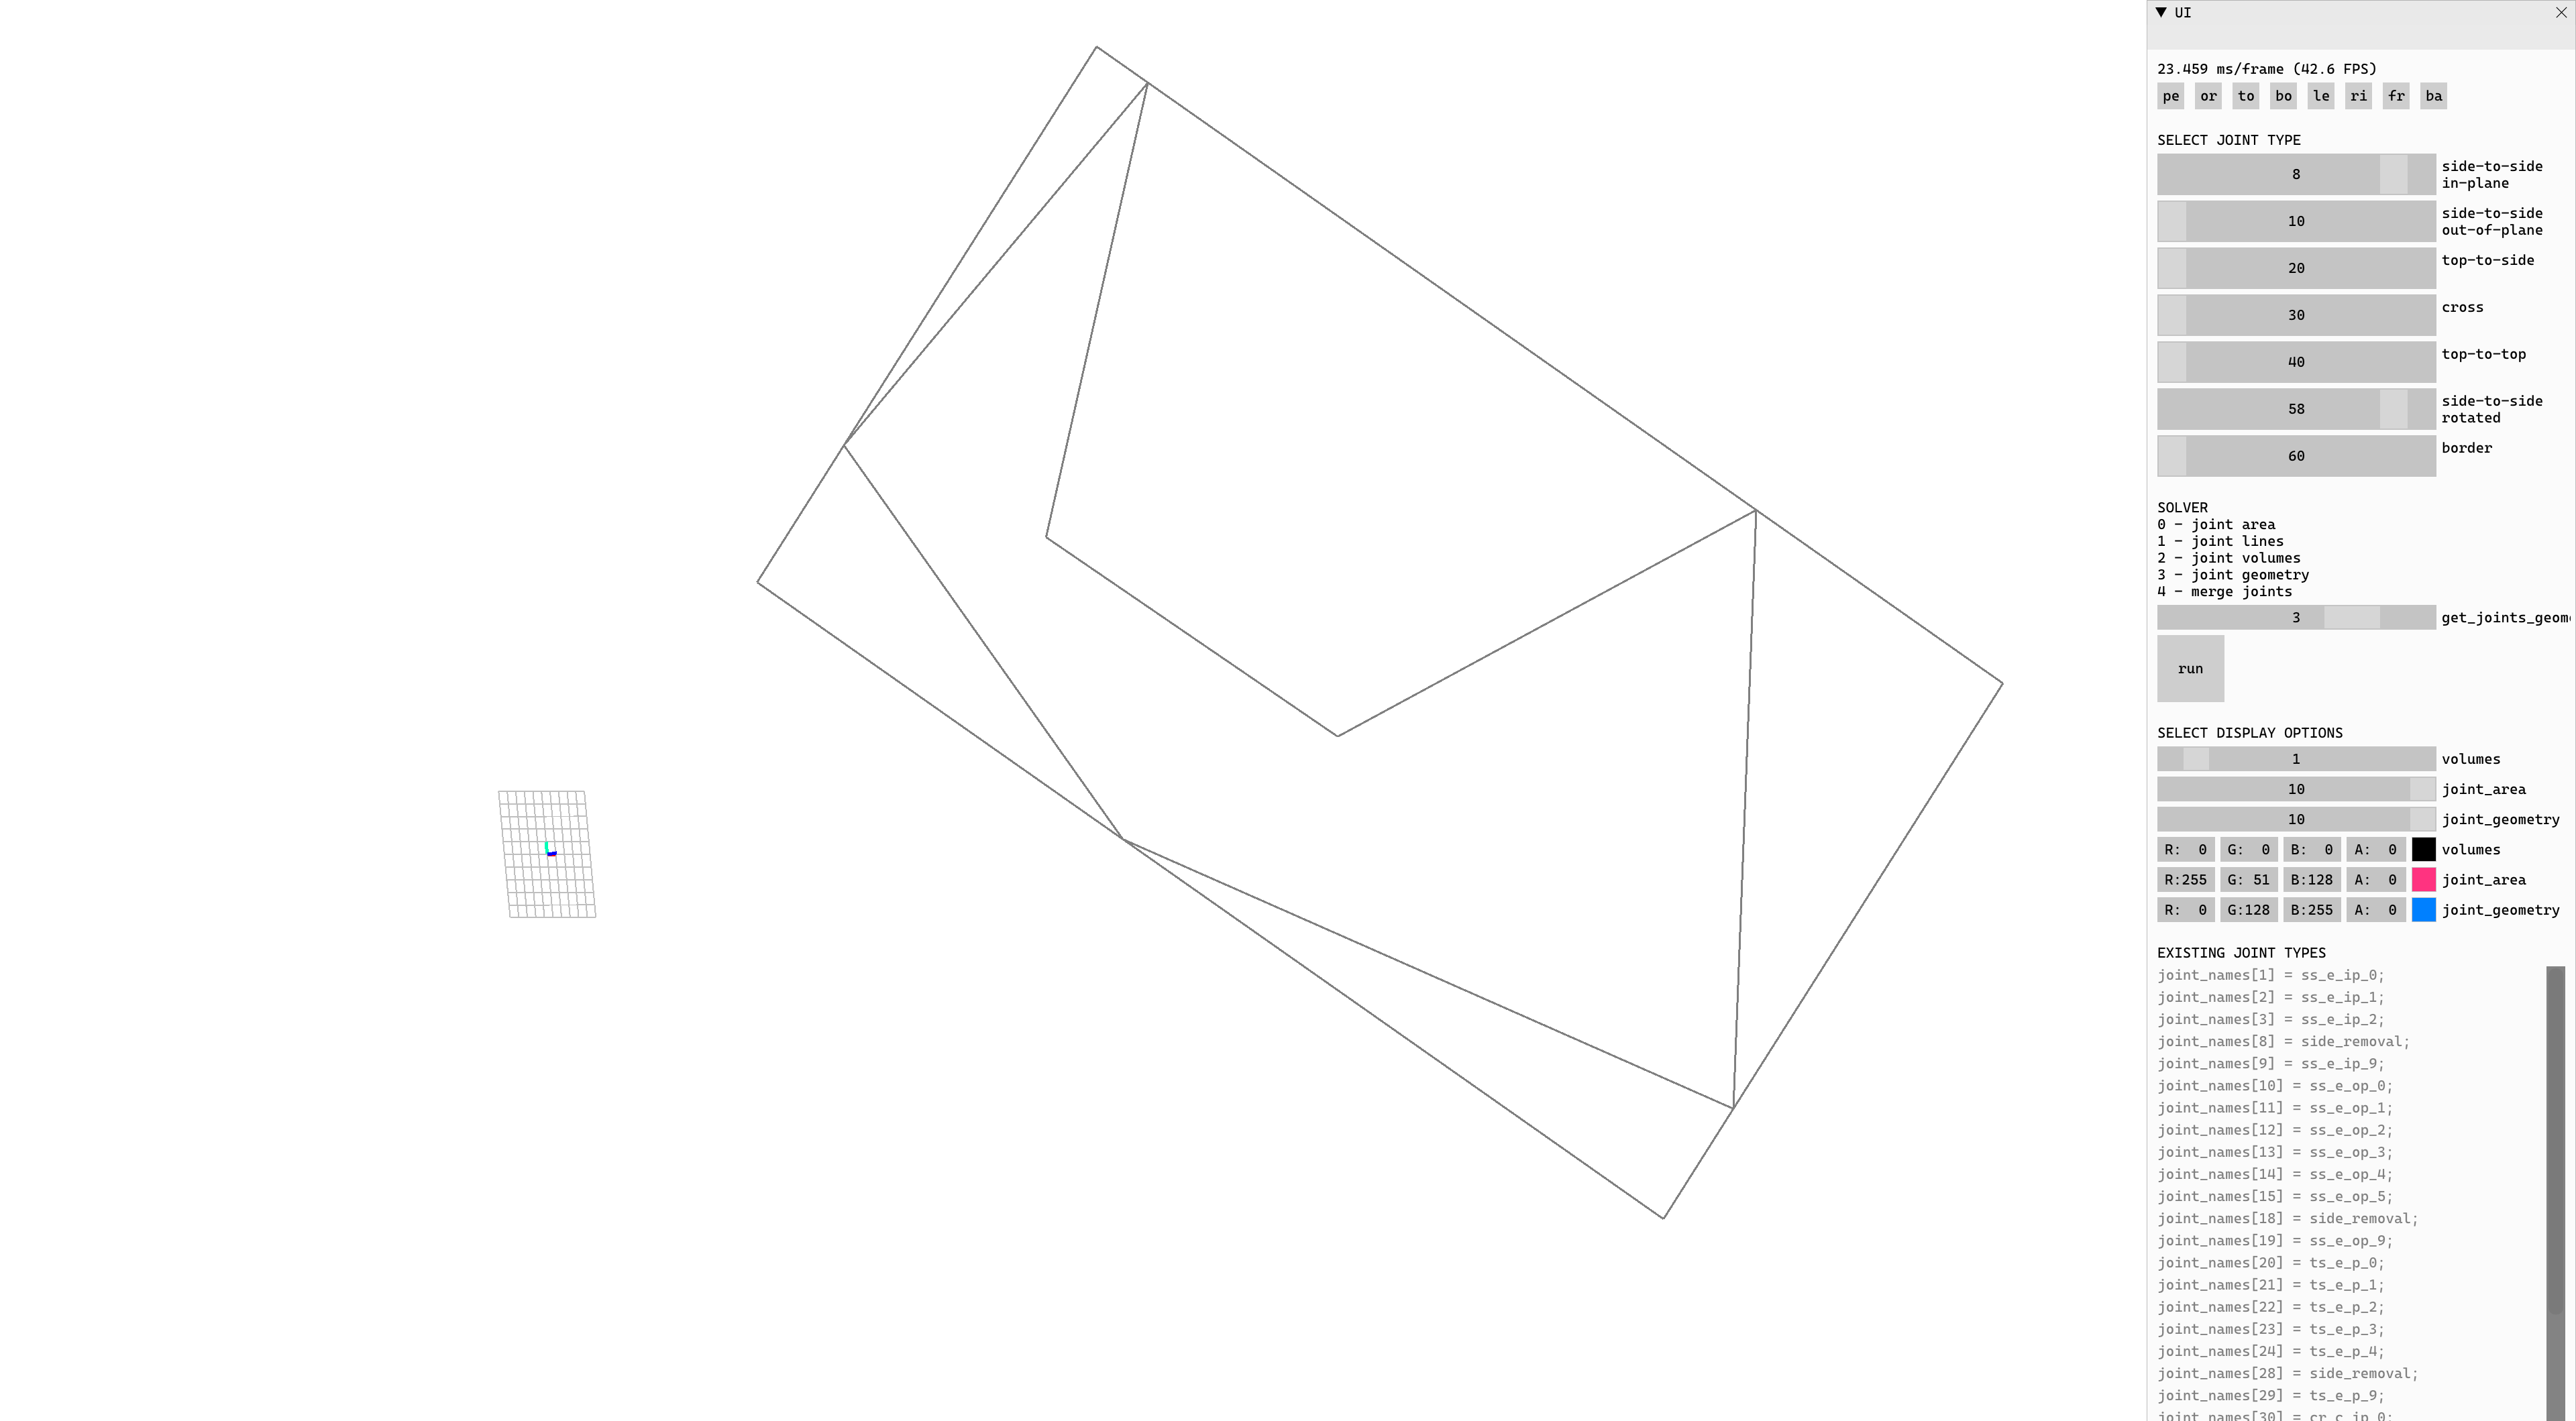 ▼ UI
23.459 ms/frame (42.6 FPS)
pe or to bo le ri fr ba
SELECT JOINT TYPE
8 side-to-side
in-plane
10 side-to-side
out-of-plane
20 top-to-side
30 cross
40 top-to-top
58 side-to-side
rotated
60 border
SOLVER
0 - joint area
1 - joint lines
2 - joint volumes
3 - joint geometry
4 - merge joints
3 get_joints_geom
run
SELECT DISPLAY OPTIONS
1 volumes
10 joint_area
10 joint_geometry
R: 0 G: 0 B: 0 A: 0 volumes
R:255 G: 51 B:128 A: 0 joint_area
R: 0 G:128 B:255 A: 0 joint_geometry
EXISTING JOINT TYPES
joint_names[1] = ss_e_ip_0;
joint_names[2] = ss_e_ip_1;
joint_names[3] = ss_e_ip_2;
joint_names[8] = side_removal;
joint_names[9] = ss_e_ip_9;
joint_names[10] = ss_e_op_0;
joint_names[11] = ss_e_op_1;
joint_names[12] = ss_e_op_2;
joint_names[13] = ss_e_op_3;
joint_names[14] = ss_e_op_4;
joint_names[15] = ss_e_op_5;
joint_names[18] = side_removal;
joint_names[19] = ss_e_op_9;
joint_names[20] = ts_e_p_0;
joint_names[21] = ts_e_p_1;
joint_names[22] = ts_e_p_2;
joint_names[23] = ts_e_p_3;
joint_names[24] = ts_e_p_4;
joint_names[28] = side_removal;
joint_names[29] = ts_e_p_9;
joint_names[30] = cr_c_ip_0;